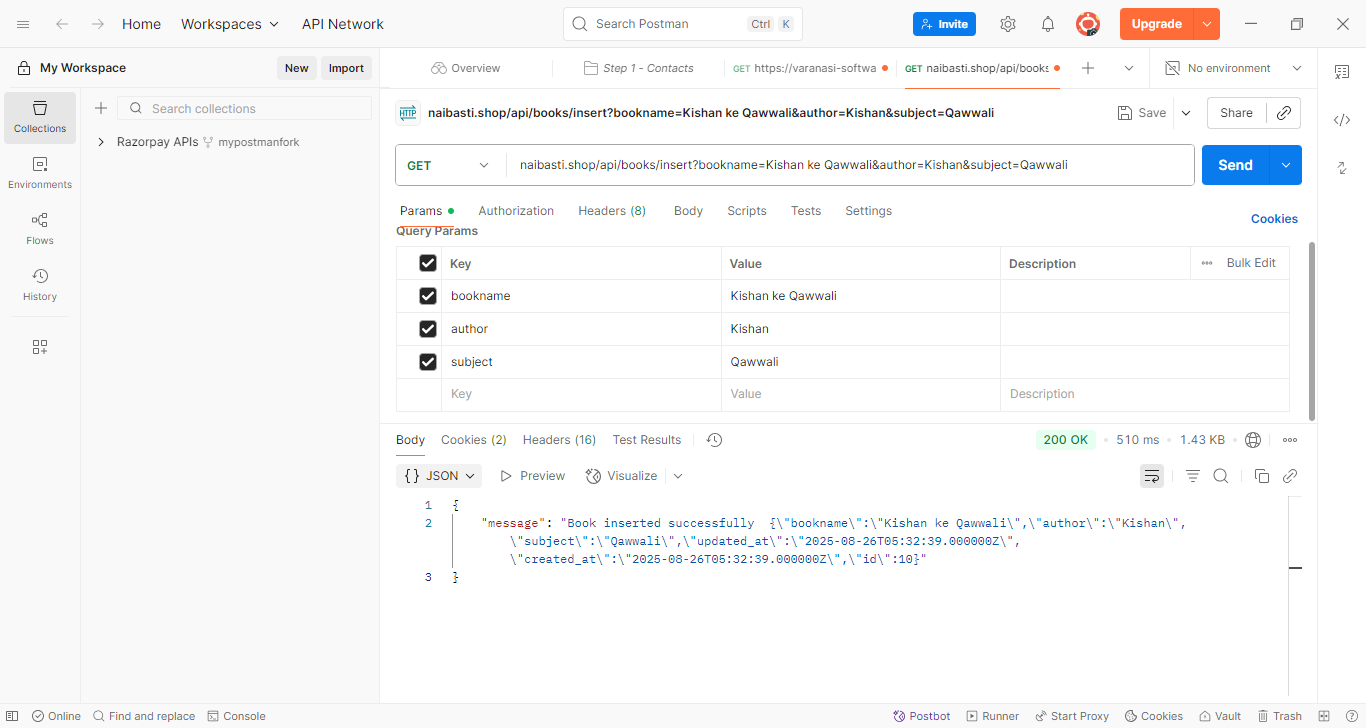 Home Workspaces API Network Search Postman Ctrl K Invite Upgrade
My Workspace New Import Overview Step 1 - Contacts GET https://varanasi-softwa GET naibasti.shop/api/books No environment
Collections
Search collections
HTTP naibasti.shop/api/books/insert?bookname=Kishan ke Qawwali&author=Kishan&subject=Qawwali Save Share
Razorpay APIs mypostmanfork
Environments
GET naibasti.shop/api/books/insert?bookname=Kishan ke Qawwali&author=Kishan&subject=Qawwali Send
Flows
Params Authorization Headers (8) Body Scripts Tests Settings Cookies
Query Params
History
Key Value Description Bulk Edit
bookname Kishan ke Qawwali
author Kishan
subject Qawwali
Key Value Description
Body Cookies (2) Headers (16) Test Results 200 OK 510 ms 1.43 KB
{} JSON Preview Visualize
1 {
2 "message": "Book inserted successfully  {\"bookname\":\"Kishan ke Qawwali\",\"author\":\"Kishan\",
\"subject\":\"Qawwali\",\"updated_at\":\"2025-08-26T05:32:39.000000Z\",
\"created_at\":\"2025-08-26T05:32:39.000000Z\",\"id\":10}"
3 }
Online Find and replace Console Postbot Runner Start Proxy Cookies Vault Trash